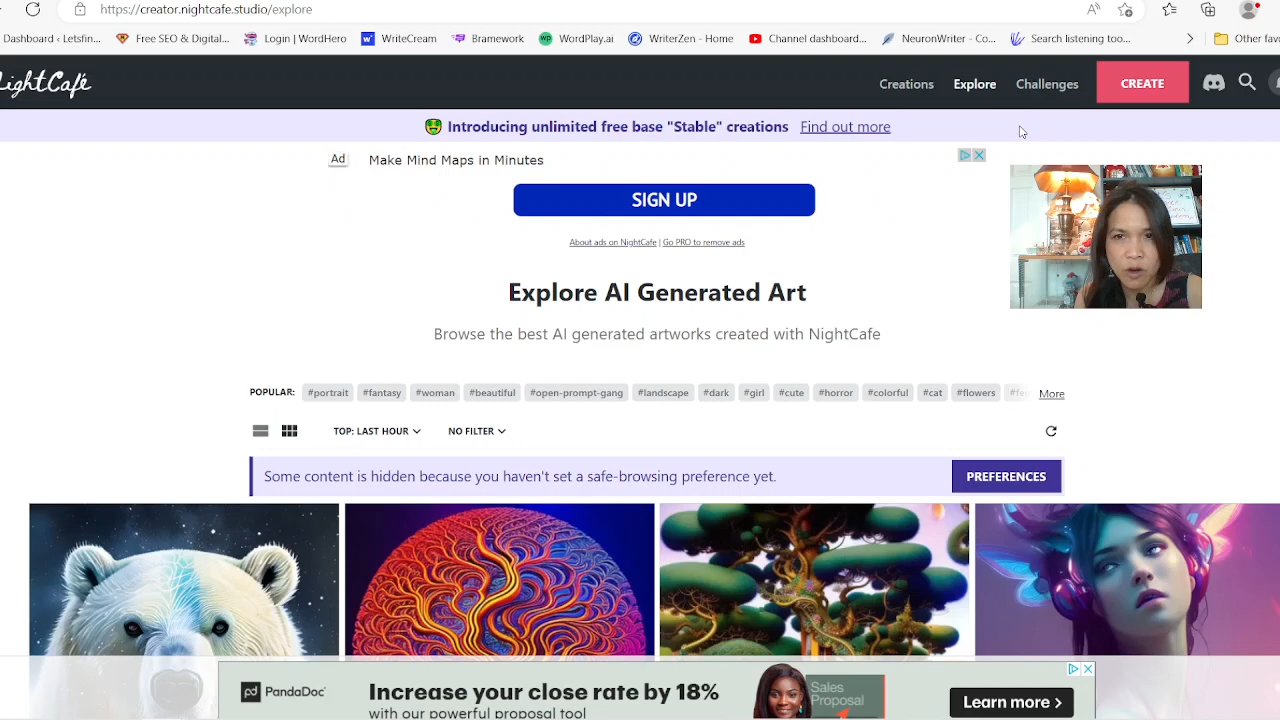 https://creator.nightcafe.studio/explore
Dashboard ‹ Letsfin... Free SEO & Digital... Login | WordHero WriteCream Bramework WordPlay.ai WriterZen - Home Channel dashboar... NeuronWriter - Co... Search listening too... Other fav
NightCafé Creations Explore Challenges CREATE
Introducing unlimited free base "Stable" creations Find out more
Ad Make Mind Maps in Minutes
SIGN UP
About ads on NightCafe | Go PRO to remove ads
Explore AI Generated Art
Browse the best AI generated artworks created with NightCafe
POPULAR: #portrait #fantasy #woman #beautiful #open-prompt-gang #landscape #dark #girl #cute #horror #colorful #cat #flowers More
TOP: LAST HOUR NO FILTER
Some content is hidden because you haven't set a safe-browsing preference yet. PREFERENCES
pd PandaDoc Increase your close rate by 18% Sales Proposal Learn more >
with our powerful proposal tool